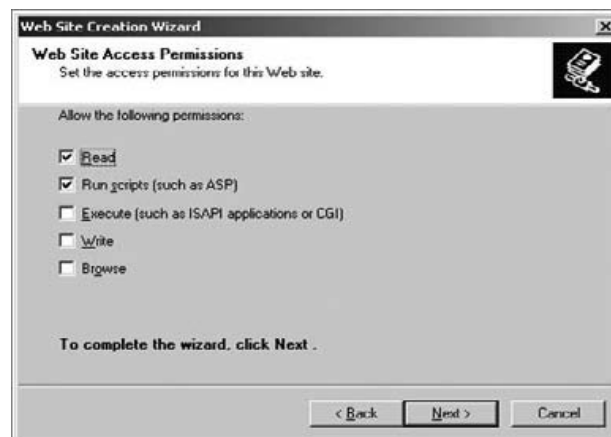 Web Site Creation Wizard
Web Site Access Permissions
Set the access permissions for this Web site.
Allow the following permissions:
Read
Run scripts (such as ASP)
Execute (such as ISAPI applications or CGI)
Write
Browse
To complete the wizard, click Next .
< Back Next > Cancel